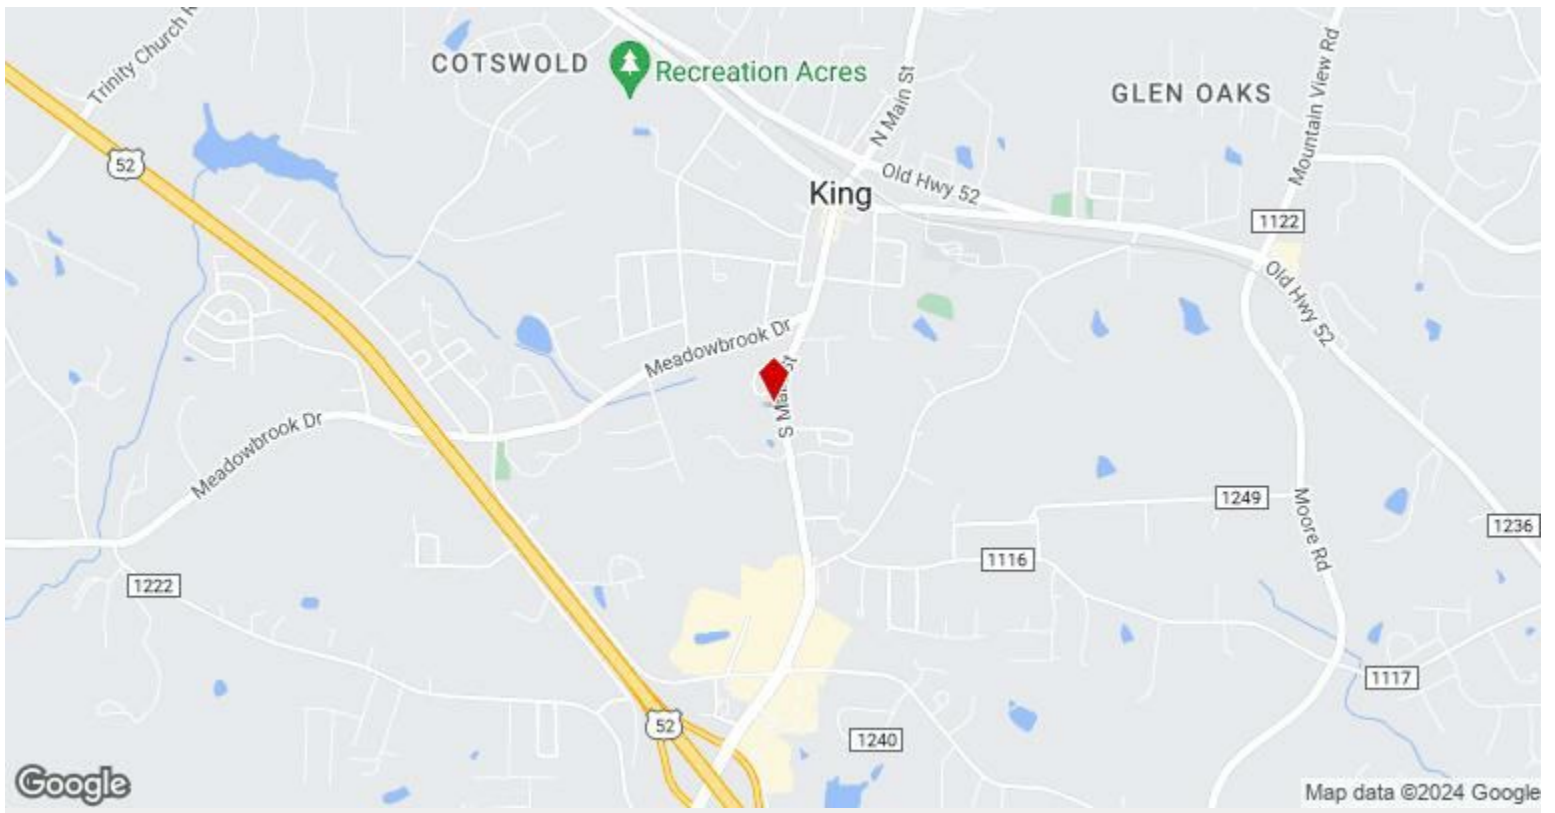 Trinity Church R
COTSWOLD
Recreation Acres
N Main St
GLEN OAKS
Mountain View Rd
52
Old Hwy 52
King
1122
Old Hwy 52
Meadowbrook Dr
S Main St
Meadowbrook Dr
1249
Moore Rd
1236
1116
1222
1117
52
1240
Google
Map data ©2024 Google